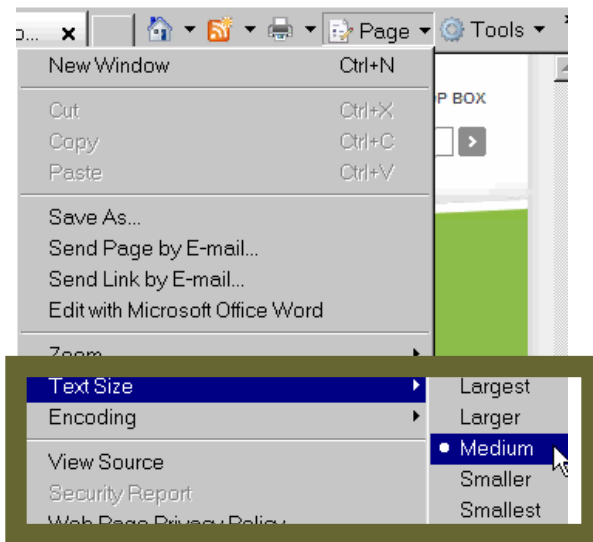 o...
x
Page
Tools
New Window Ctrl+N
Cut Ctrl+X
Copy Ctrl+C
Paste Ctrl+V
P BOX
Save As...
Send Page by E-mail...
Send Link by E-mail...
Edit with Microsoft Office Word
Zoom
Text Size
Encoding
View Source
Security Report
Web Page Privacy Policy
Largest
Larger
Medium
Smaller
Smallest